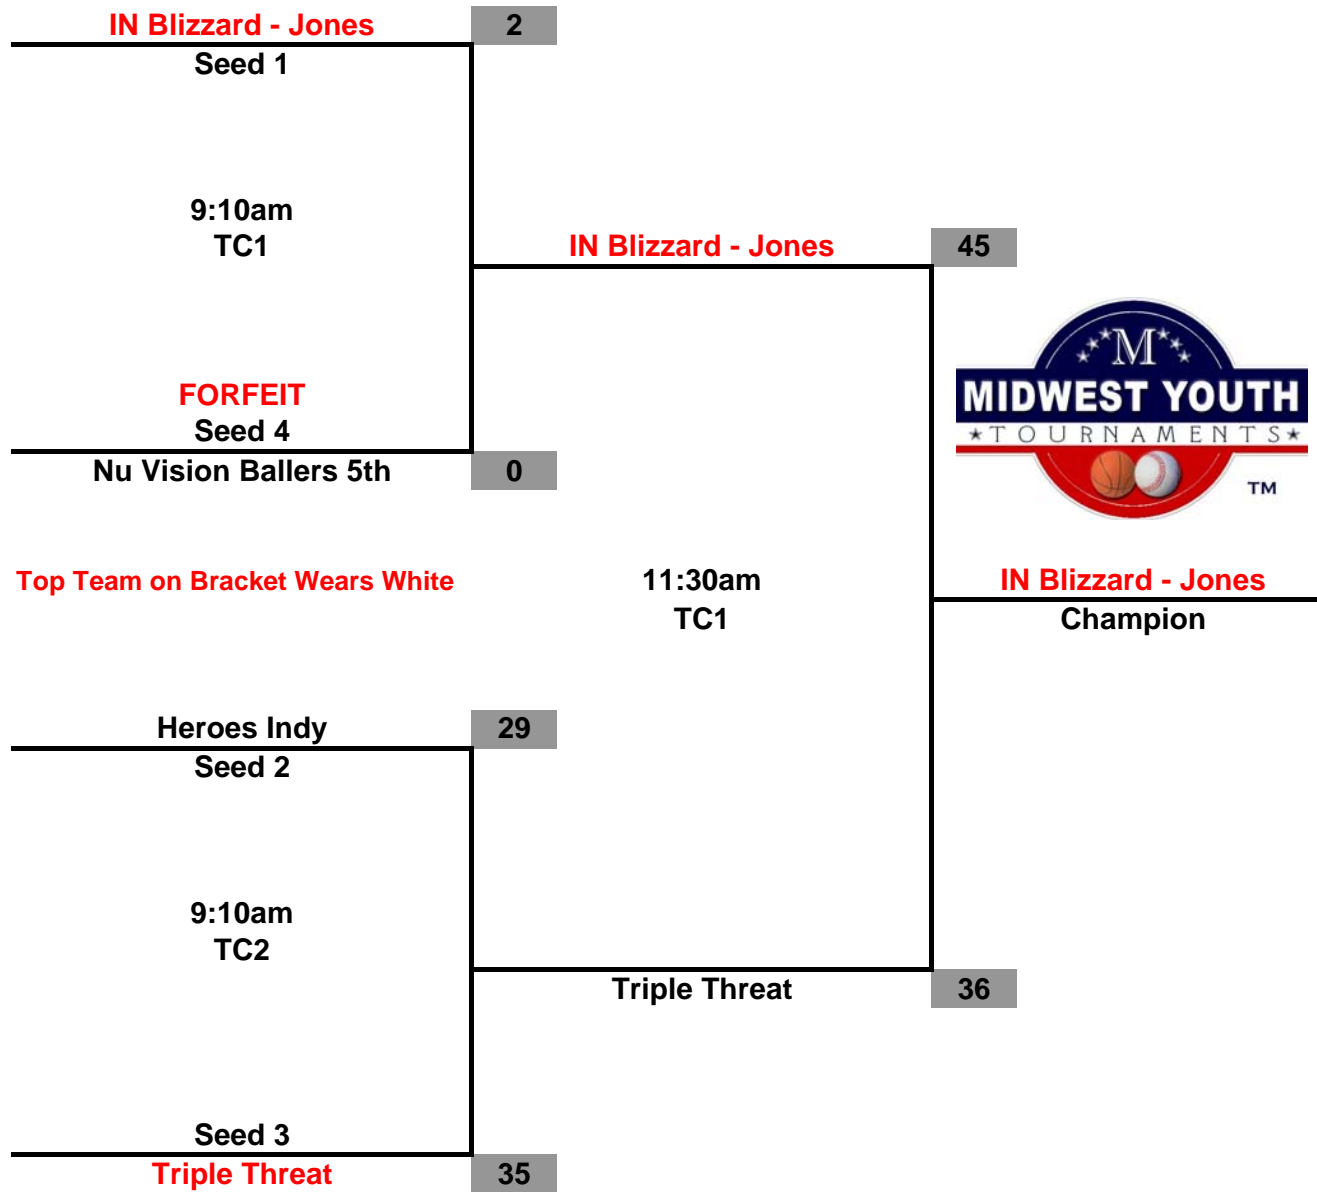 IN Blizzard - Jones 2
Seed 1
9:10am
TC1
IN Blizzard - Jones 45
M
MIDWEST YOUTH
TOURNAMENTS
TM
FORFEIT
Seed 4
Nu Vision Ballers 5th 0
Top Team on Bracket Wears White
11:30am
TC1
IN Blizzard - Jones
Champion
Heroes Indy 29
Seed 2
9:10am
TC2
Triple Threat 36
Seed 3
Triple Threat 35